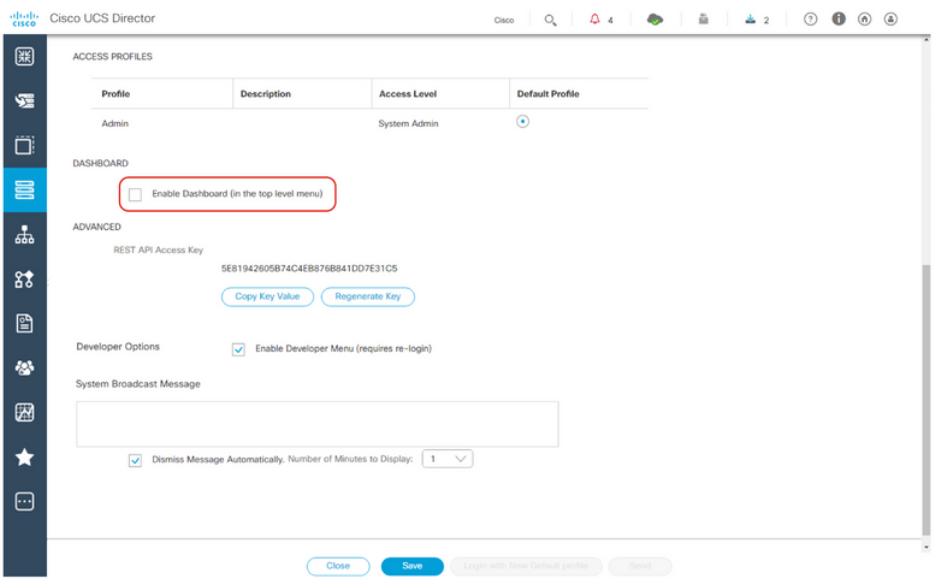 CISCO
Cisco UCS Director
Cisco
4
2
ACCESS PROFILES
Profile Description Access Level Default Profile
Admin System Admin
DASHBOARD
Enable Dashboard (in the top level menu)
ADVANCED
REST API Access Key
5E81942605B74C4EB876B841DD7E31C5
Copy Key Value Regenerate Key
Developer Options Enable Developer Menu (requires re-login)
System Broadcast Message
Dismiss Message Automatically. Number of Minutes to Display: 1
Close Save Login with New Default profile Send